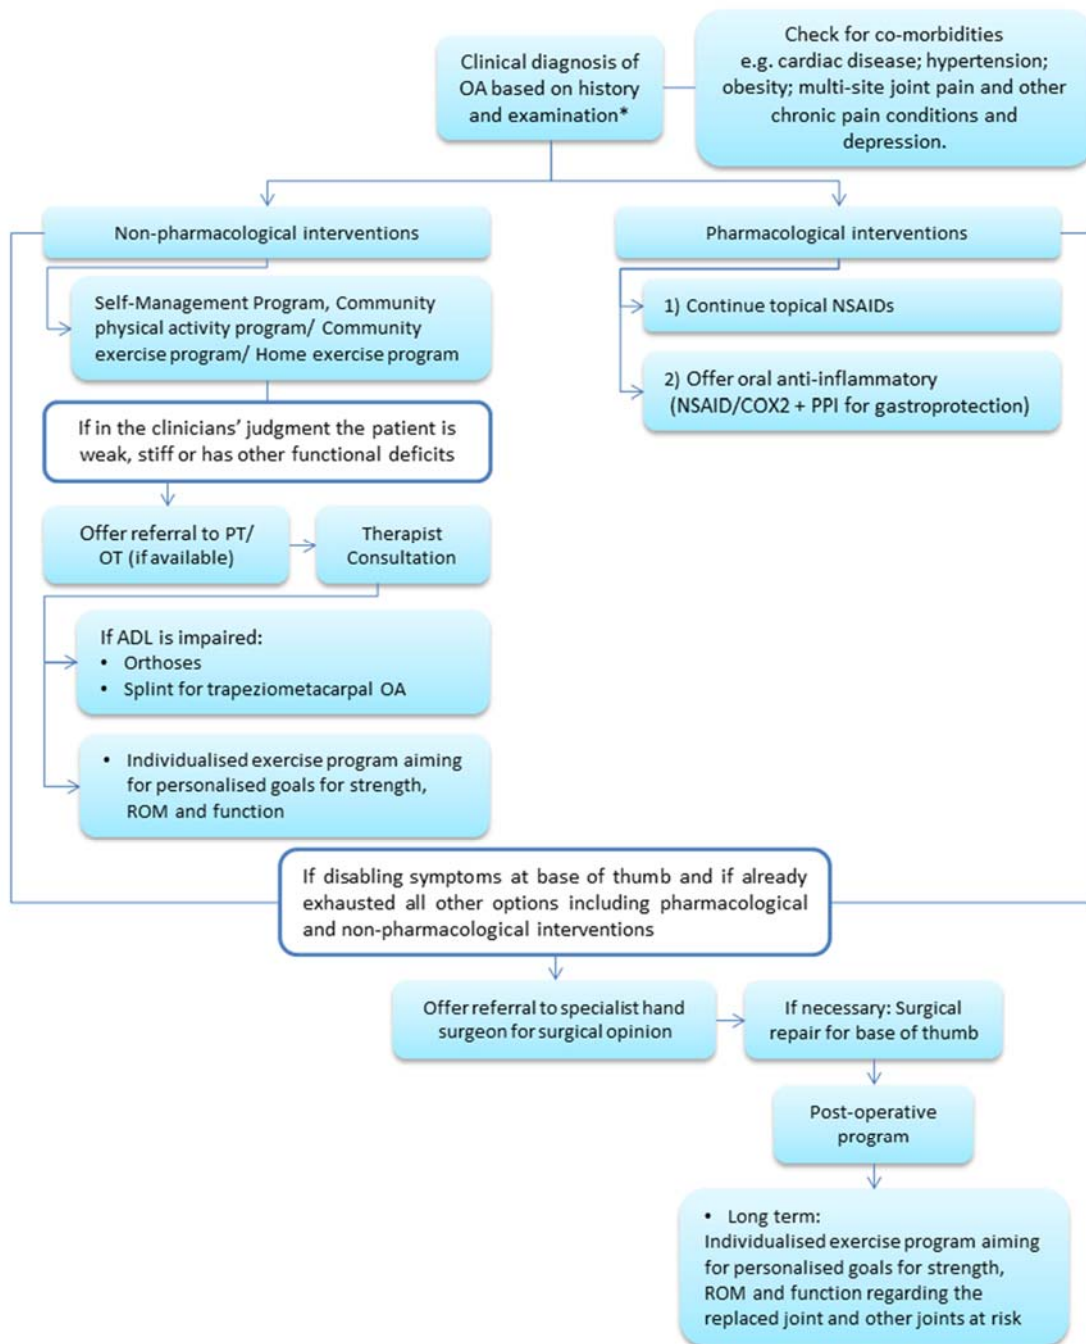 Clinical diagnosis of
OA based on history
and examination*
Check for co-morbidities
e.g. cardiac disease; hypertension;
obesity; multi-site joint pain and other
chronic pain conditions and
depression.
Non-pharmacological interventions
Pharmacological interventions
Self-Management Program, Community
physical activity program/ Community
exercise program/ Home exercise program
1) Continue topical NSAIDs
2) Offer oral anti-inflammatory
(NSAID/COX2 + PPI for gastroprotection)
If in the clinicians’ judgment the patient is
weak, stiff or has other functional deficits
Offer referral to PT/
OT (if available)
Therapist
Consultation
If ADL is impaired:
• Orthoses
• Splint for trapeziometacarpal OA
• Individualised exercise program aiming
for personalised goals for strength,
ROM and function
If disabling symptoms at base of thumb and if already
exhausted all other options including pharmacological
and non-pharmacological interventions
Offer referral to specialist hand
surgeon for surgical opinion
If necessary: Surgical
repair for base of thumb
Post-operative
program
• Long term:
Individualised exercise program aiming
for personalised goals for strength,
ROM and function regarding the
replaced joint and other joints at risk